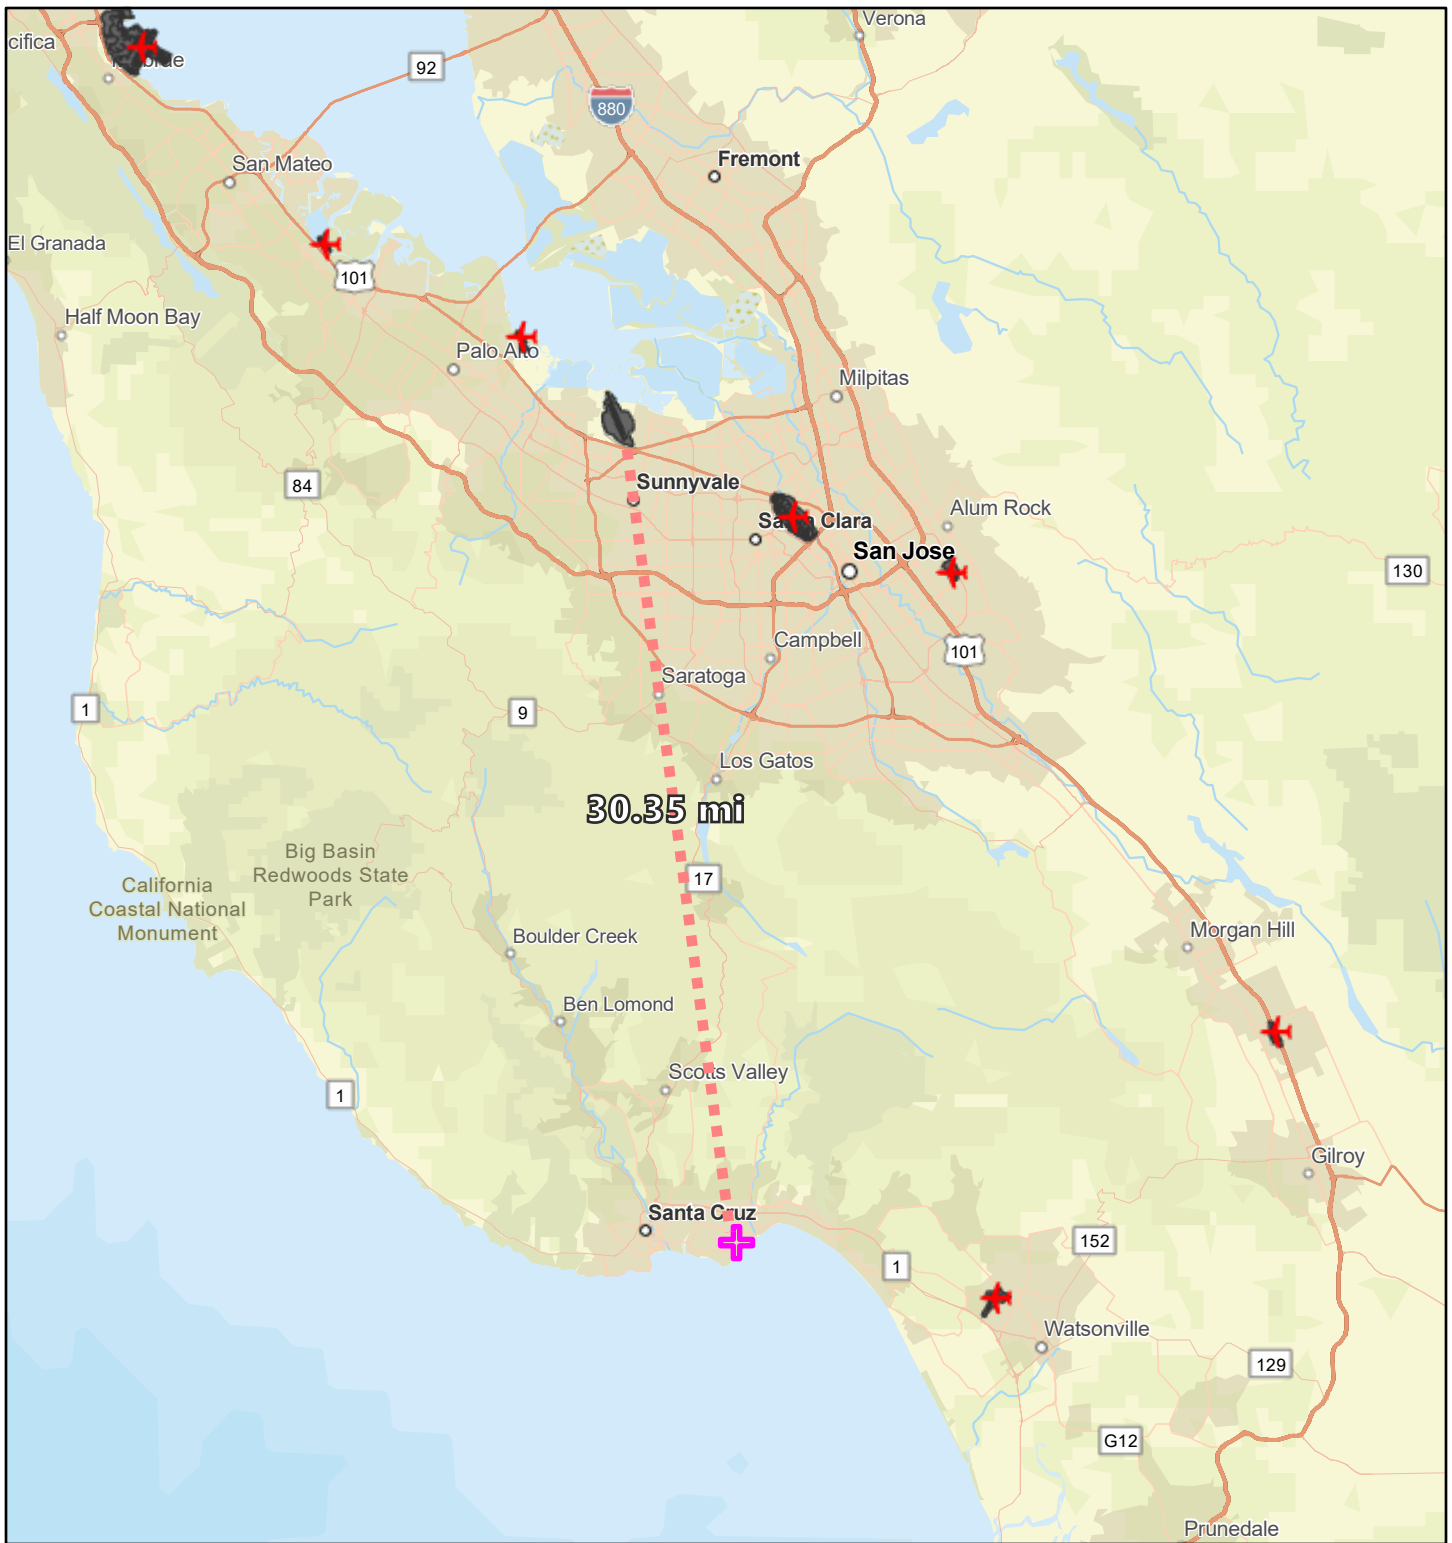 Verona
cifica
92
880
Fremont
San Mateo
El Granada
101
Half Moon Bay
Palo Alto
Milpitas
84
Sunnyvale
Alum Rock
Santa Clara
San Jose
130
Campbell
101
Saratoga
1
9
Los Gatos
30.35 mi
Big Basin
Redwoods State
Park
California
Coastal National
Monument
17
Morgan Hill
Boulder Creek
Ben Lomond
Scotts Valley
1
Gilroy
Santa Cruz
152
1
Watsonville
129
G12
Prunedale